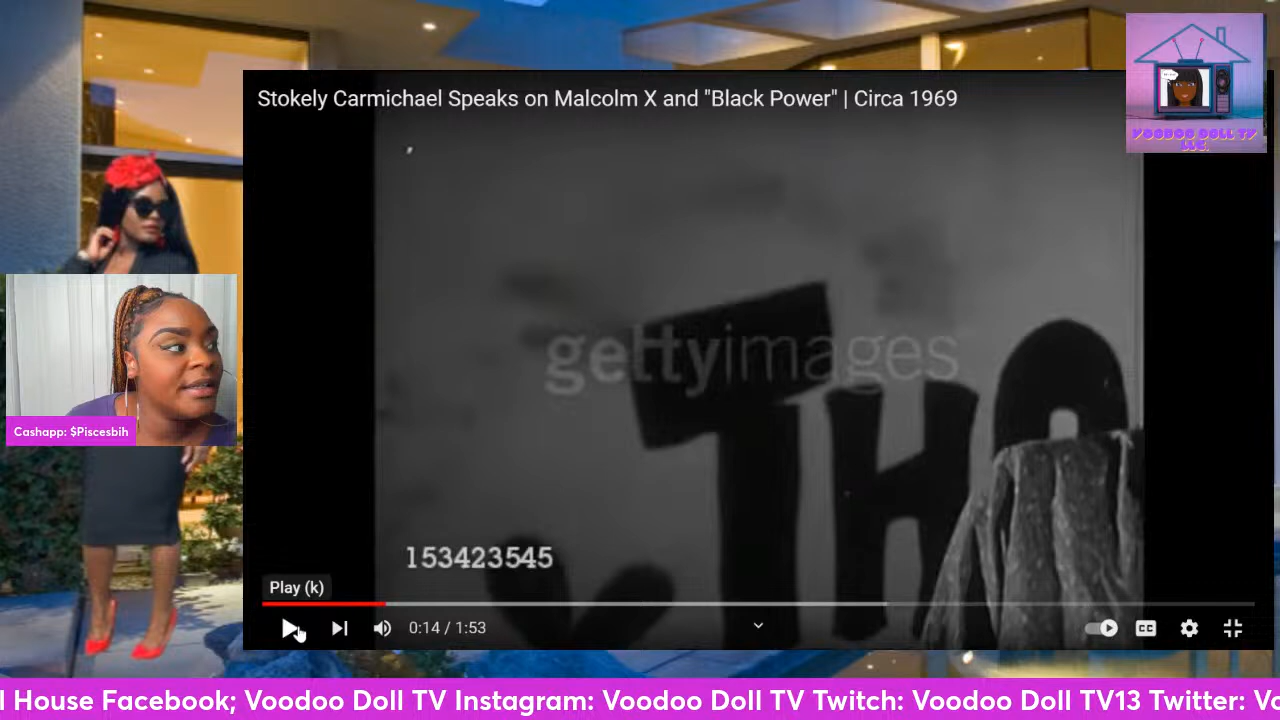 Stokely Carmichael Speaks on Malcolm X and "Black Power" | Circa 1969
VOODOO DOLL TV
LLC.
gettyimages
TH
Cashapp: $Piscesbih
153423545
Play (k)
0:14 / 1:53
CC
l House Facebook; Voodoo Doll TV Instagram: Voodoo Doll TV Twitch: Voodoo Doll TV13 Twitter: Vo